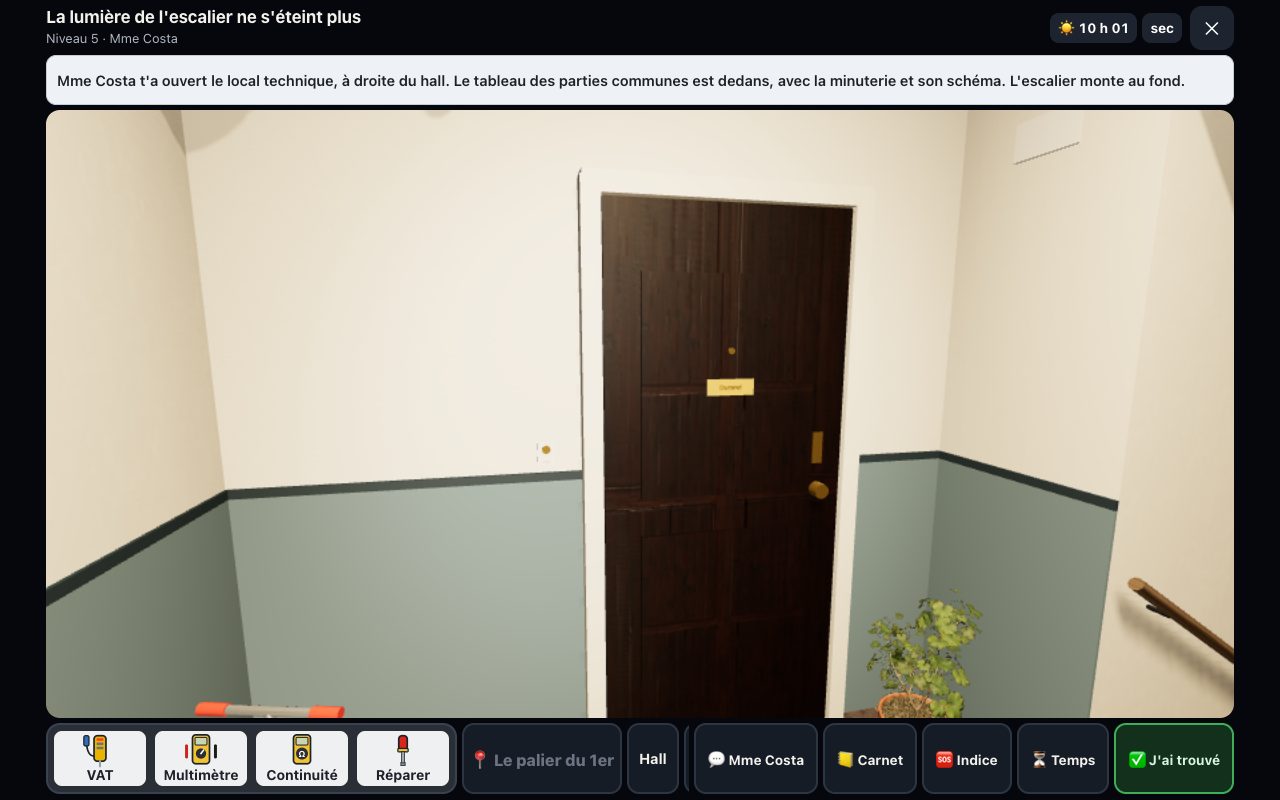 La lumière de l'escalier ne s'éteint plus
Niveau 5 · Mme Costa
10 h 01
sec
Mme Costa t'a ouvert le local technique, à droite du hall. Le tableau des parties communes est dedans, avec la minuterie et son schéma. L'escalier monte au fond.
VAT
Multimètre
Continuité
Réparer
Le palier du 1er
Hall
Mme Costa
Carnet
SOS
Indice
Temps
J'ai trouvé